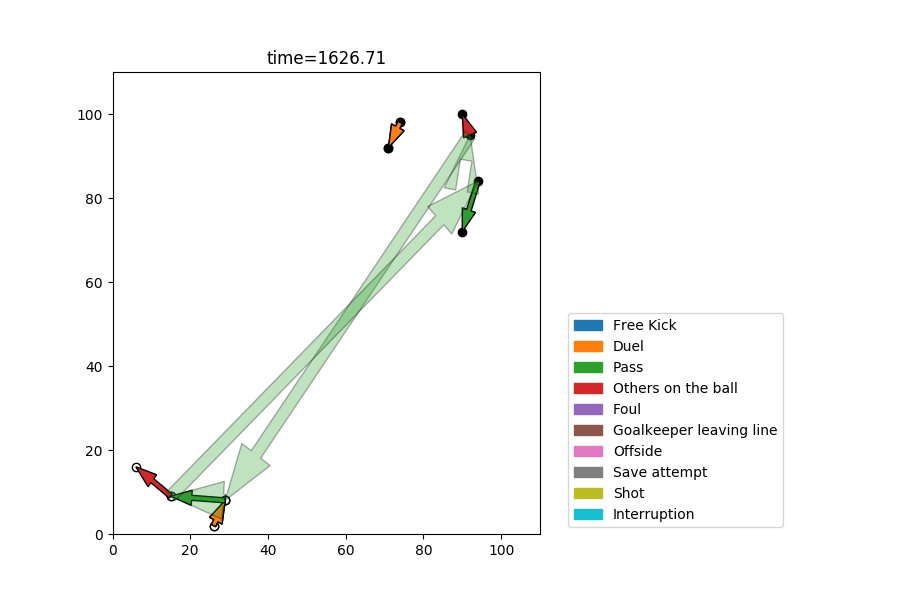 time=1626.71
100
80
60
40
20
0
0 20 40 60 80 100
Free Kick
Duel
Pass
Others on the ball
Foul
Goalkeeper leaving line
Offside
Save attempt
Shot
Interruption